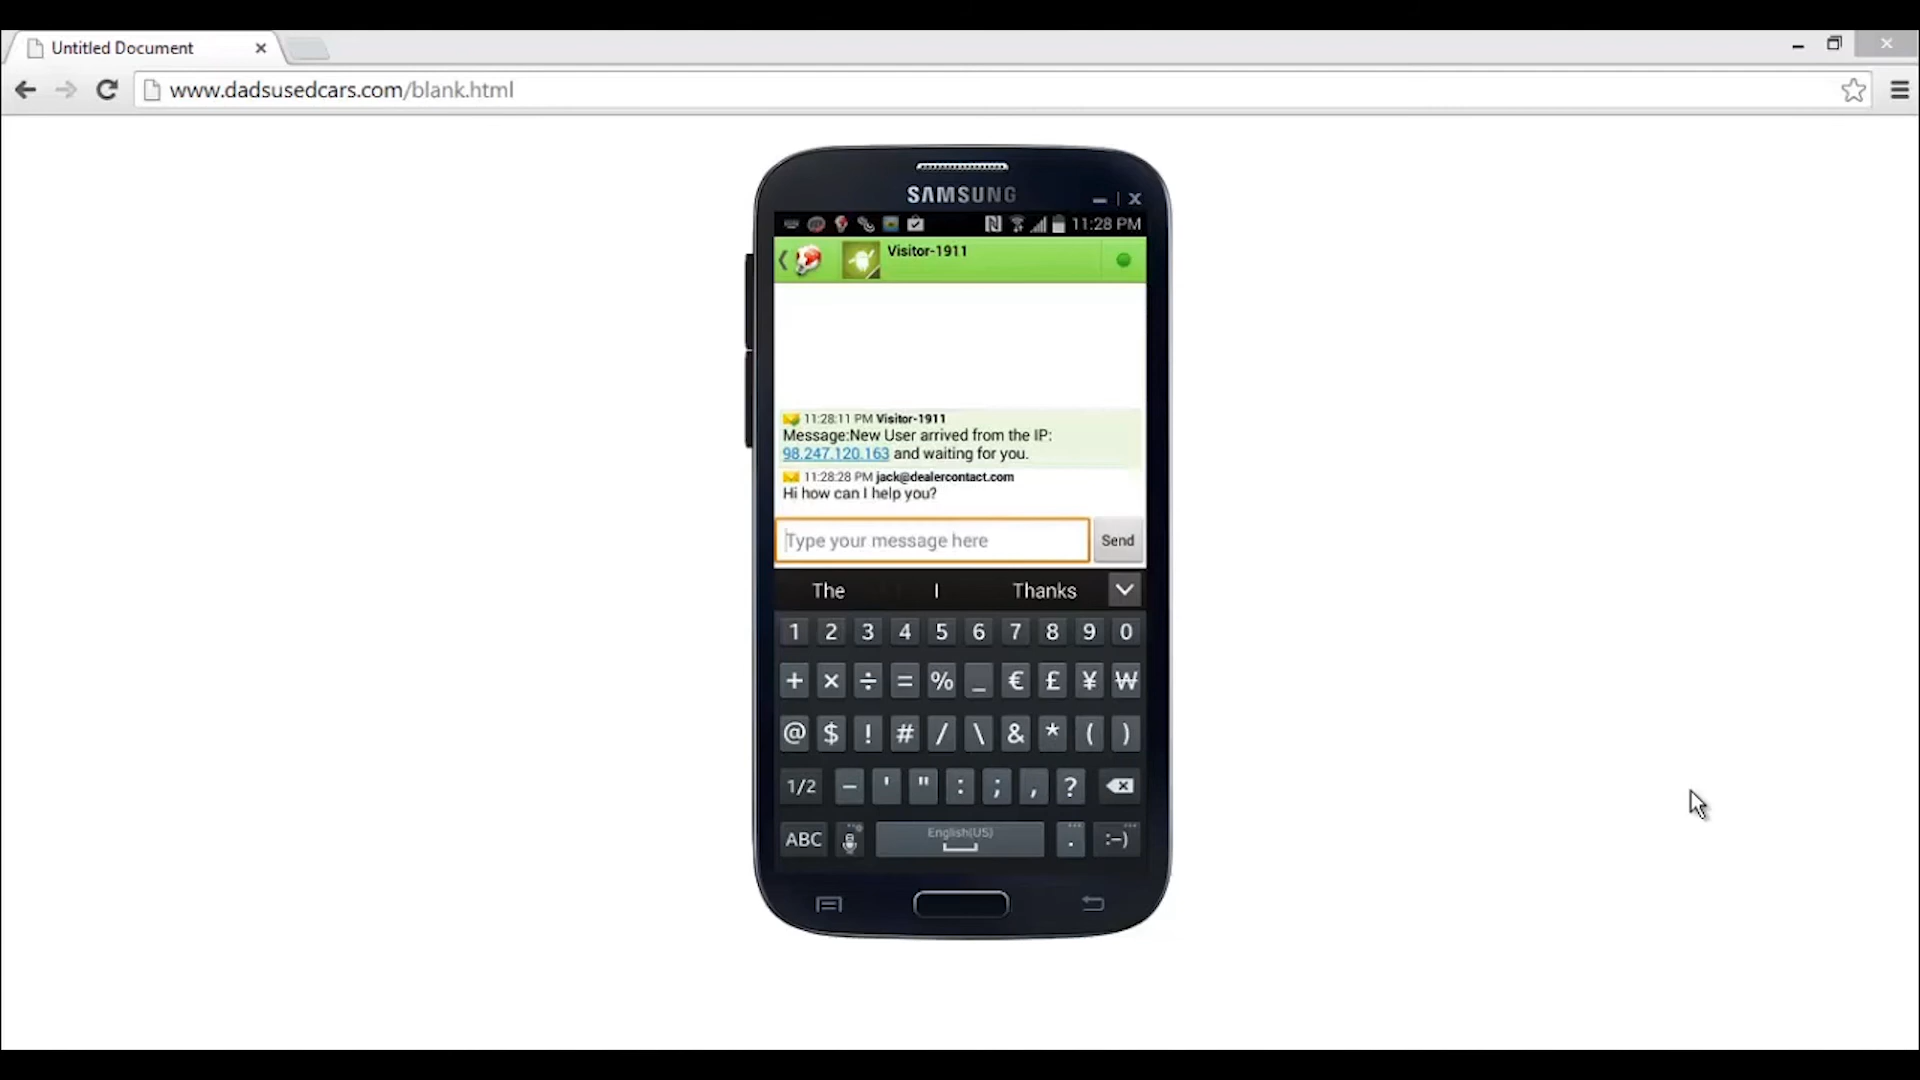 Untitled Document
www.dadsusedcars.com/blank.html
SAMSUNG
11:28 PM
Visitor-1911
11:28:11 PM Visitor-1911
Message:New User arrived from the IP:
98.247.120.163 and waiting for you.
11:28:28 PM jack@dealercontact.com
Hi how can I help you?
Type your message here Send
The I Thanks
1 2 3 4 5 6 7 8 9 0
+ × ÷ = % _ € £ ¥ ₩
@ $ ! # / \ & * ( )
1/2 - ' " : ; , ?
ABC English(US) . :-)